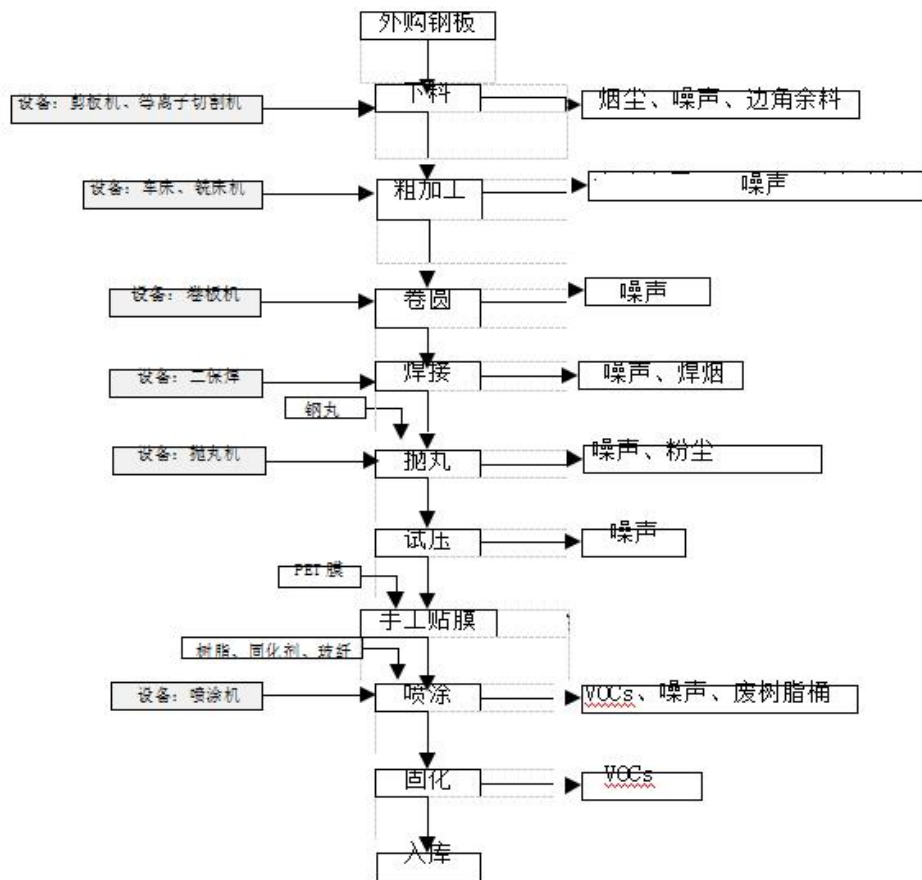 外购钢板
设备：剪板机、等离子切割机
下料
烟尘、噪声、边角余料
设备：车床、铣床机
粗加工
噪声
设备：卷板机
卷圆
噪声
设备：二保焊
焊接
噪声、焊烟
钢丸
设备：抛丸机
抛丸
噪声、粉尘
试压
噪声
PET膜
手工贴膜
树脂、固化剂、玻纤
设备：喷涂机
喷涂
VOCs、噪声、废树脂桶
固化
VOCs
入库